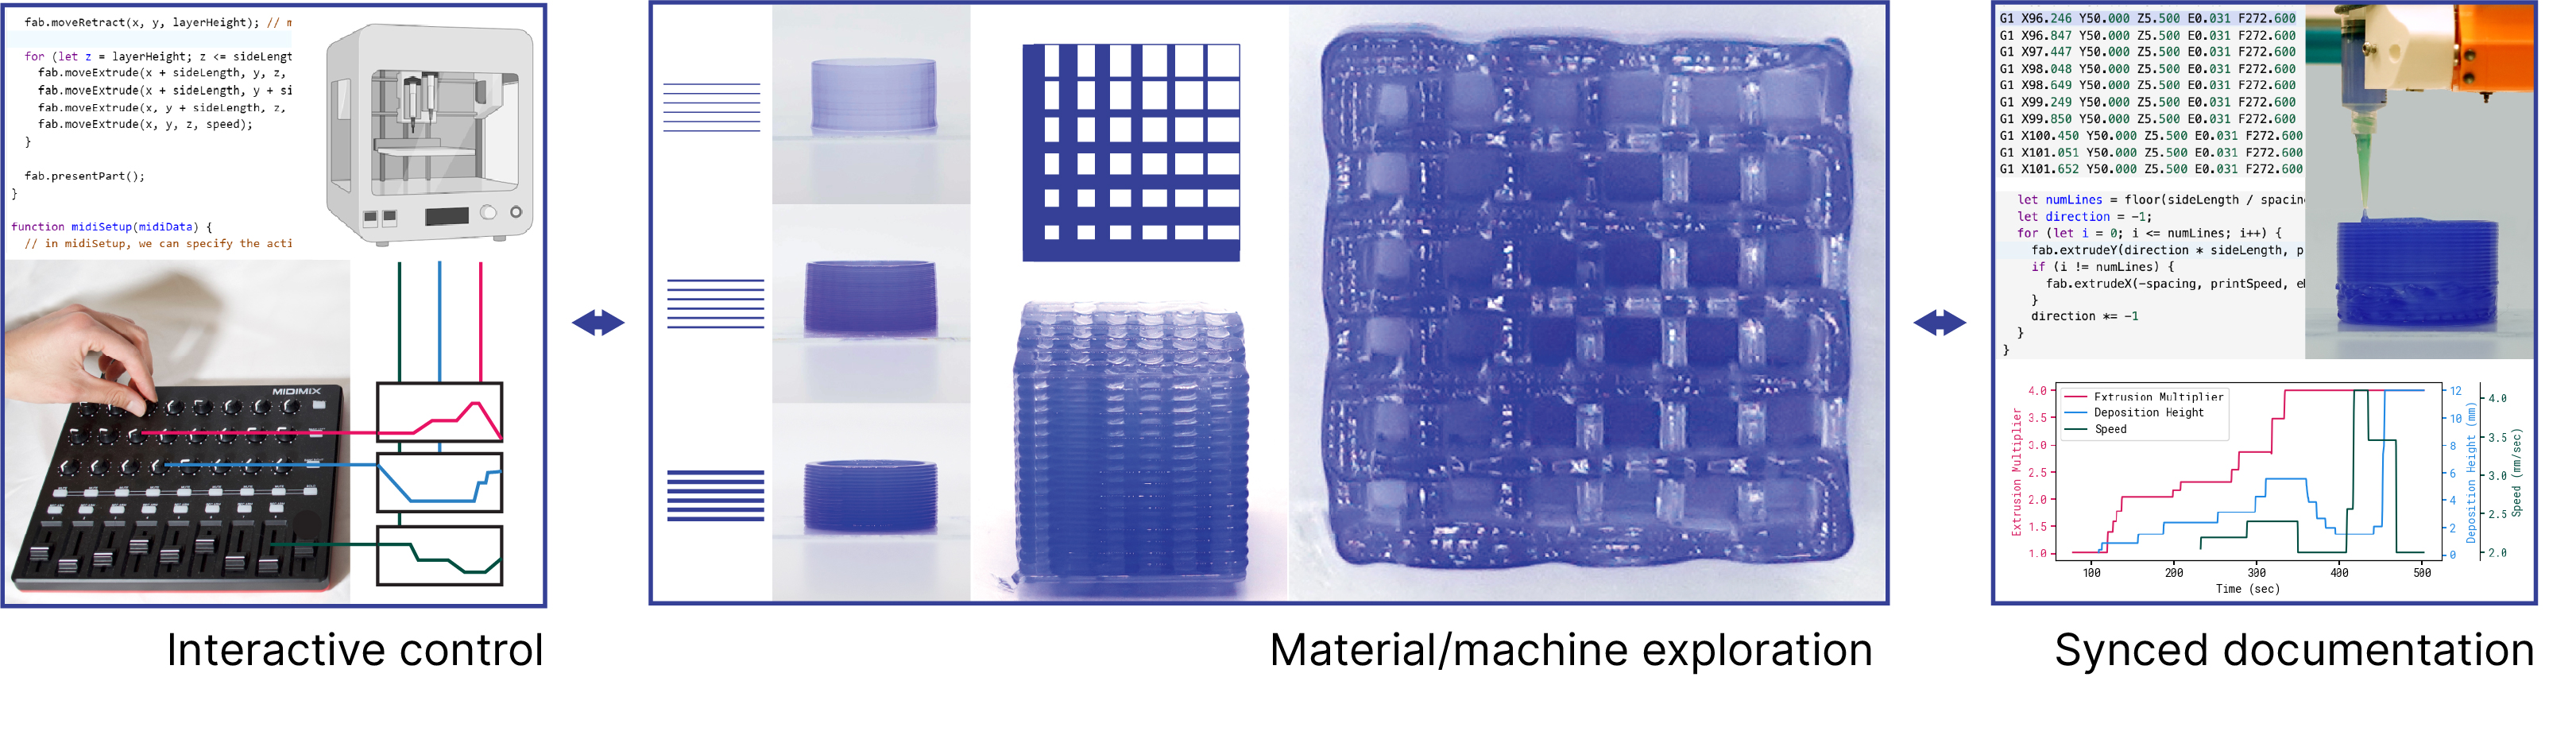 fab.moveRetract(x, y, layerHeight); // m
for (let z = layerHeight; z <= sideLengt
fab.moveExtrude(x + sideLength, y, z,
fab.moveExtrude(x + sideLength, y + si
fab.moveExtrude(x, y + sideLength, z,
fab.moveExtrude(x, y, z, speed);
}
fab.presentPart();
}
function midiSetup(midiData) {
// in midiSetup, we can specify the acti
MIDIMIX
Interactive control
Material/machine exploration
G1 X96.246 Y50.000 Z5.500 E0.031 F272.600
G1 X96.847 Y50.000 Z5.500 E0.031 F272.600
G1 X97.447 Y50.000 Z5.500 E0.031 F272.600
G1 X98.048 Y50.000 Z5.500 E0.031 F272.600
G1 X98.649 Y50.000 Z5.500 E0.031 F272.600
G1 X99.249 Y50.000 Z5.500 E0.031 F272.600
G1 X99.850 Y50.000 Z5.500 E0.031 F272.600
G1 X100.450 Y50.000 Z5.500 E0.031 F272.600
G1 X101.051 Y50.000 Z5.500 E0.031 F272.600
G1 X101.652 Y50.000 Z5.500 E0.031 F272.600
let numLines = floor(sideLength / spacin
let direction = -1;
for (let i = 0; i <= numLines; i++) {
fab.extrudeY(direction * sideLength, p
if (i != numLines) {
fab.extrudeX(-spacing, printSpeed, e
}
direction *= -1
}
}
Extrusion Multiplier
Deposition Height
Speed
Extrusion Multiplier
4.0
3.5
3.0
2.5
2.0
1.5
1.0
12
10
8
6
4
2
0
Deposition Height (mm)
4.0
3.5
3.0
2.5
2.0
Speed (mm/sec)
100 200 300 400 500
Time (sec)
Synced documentation